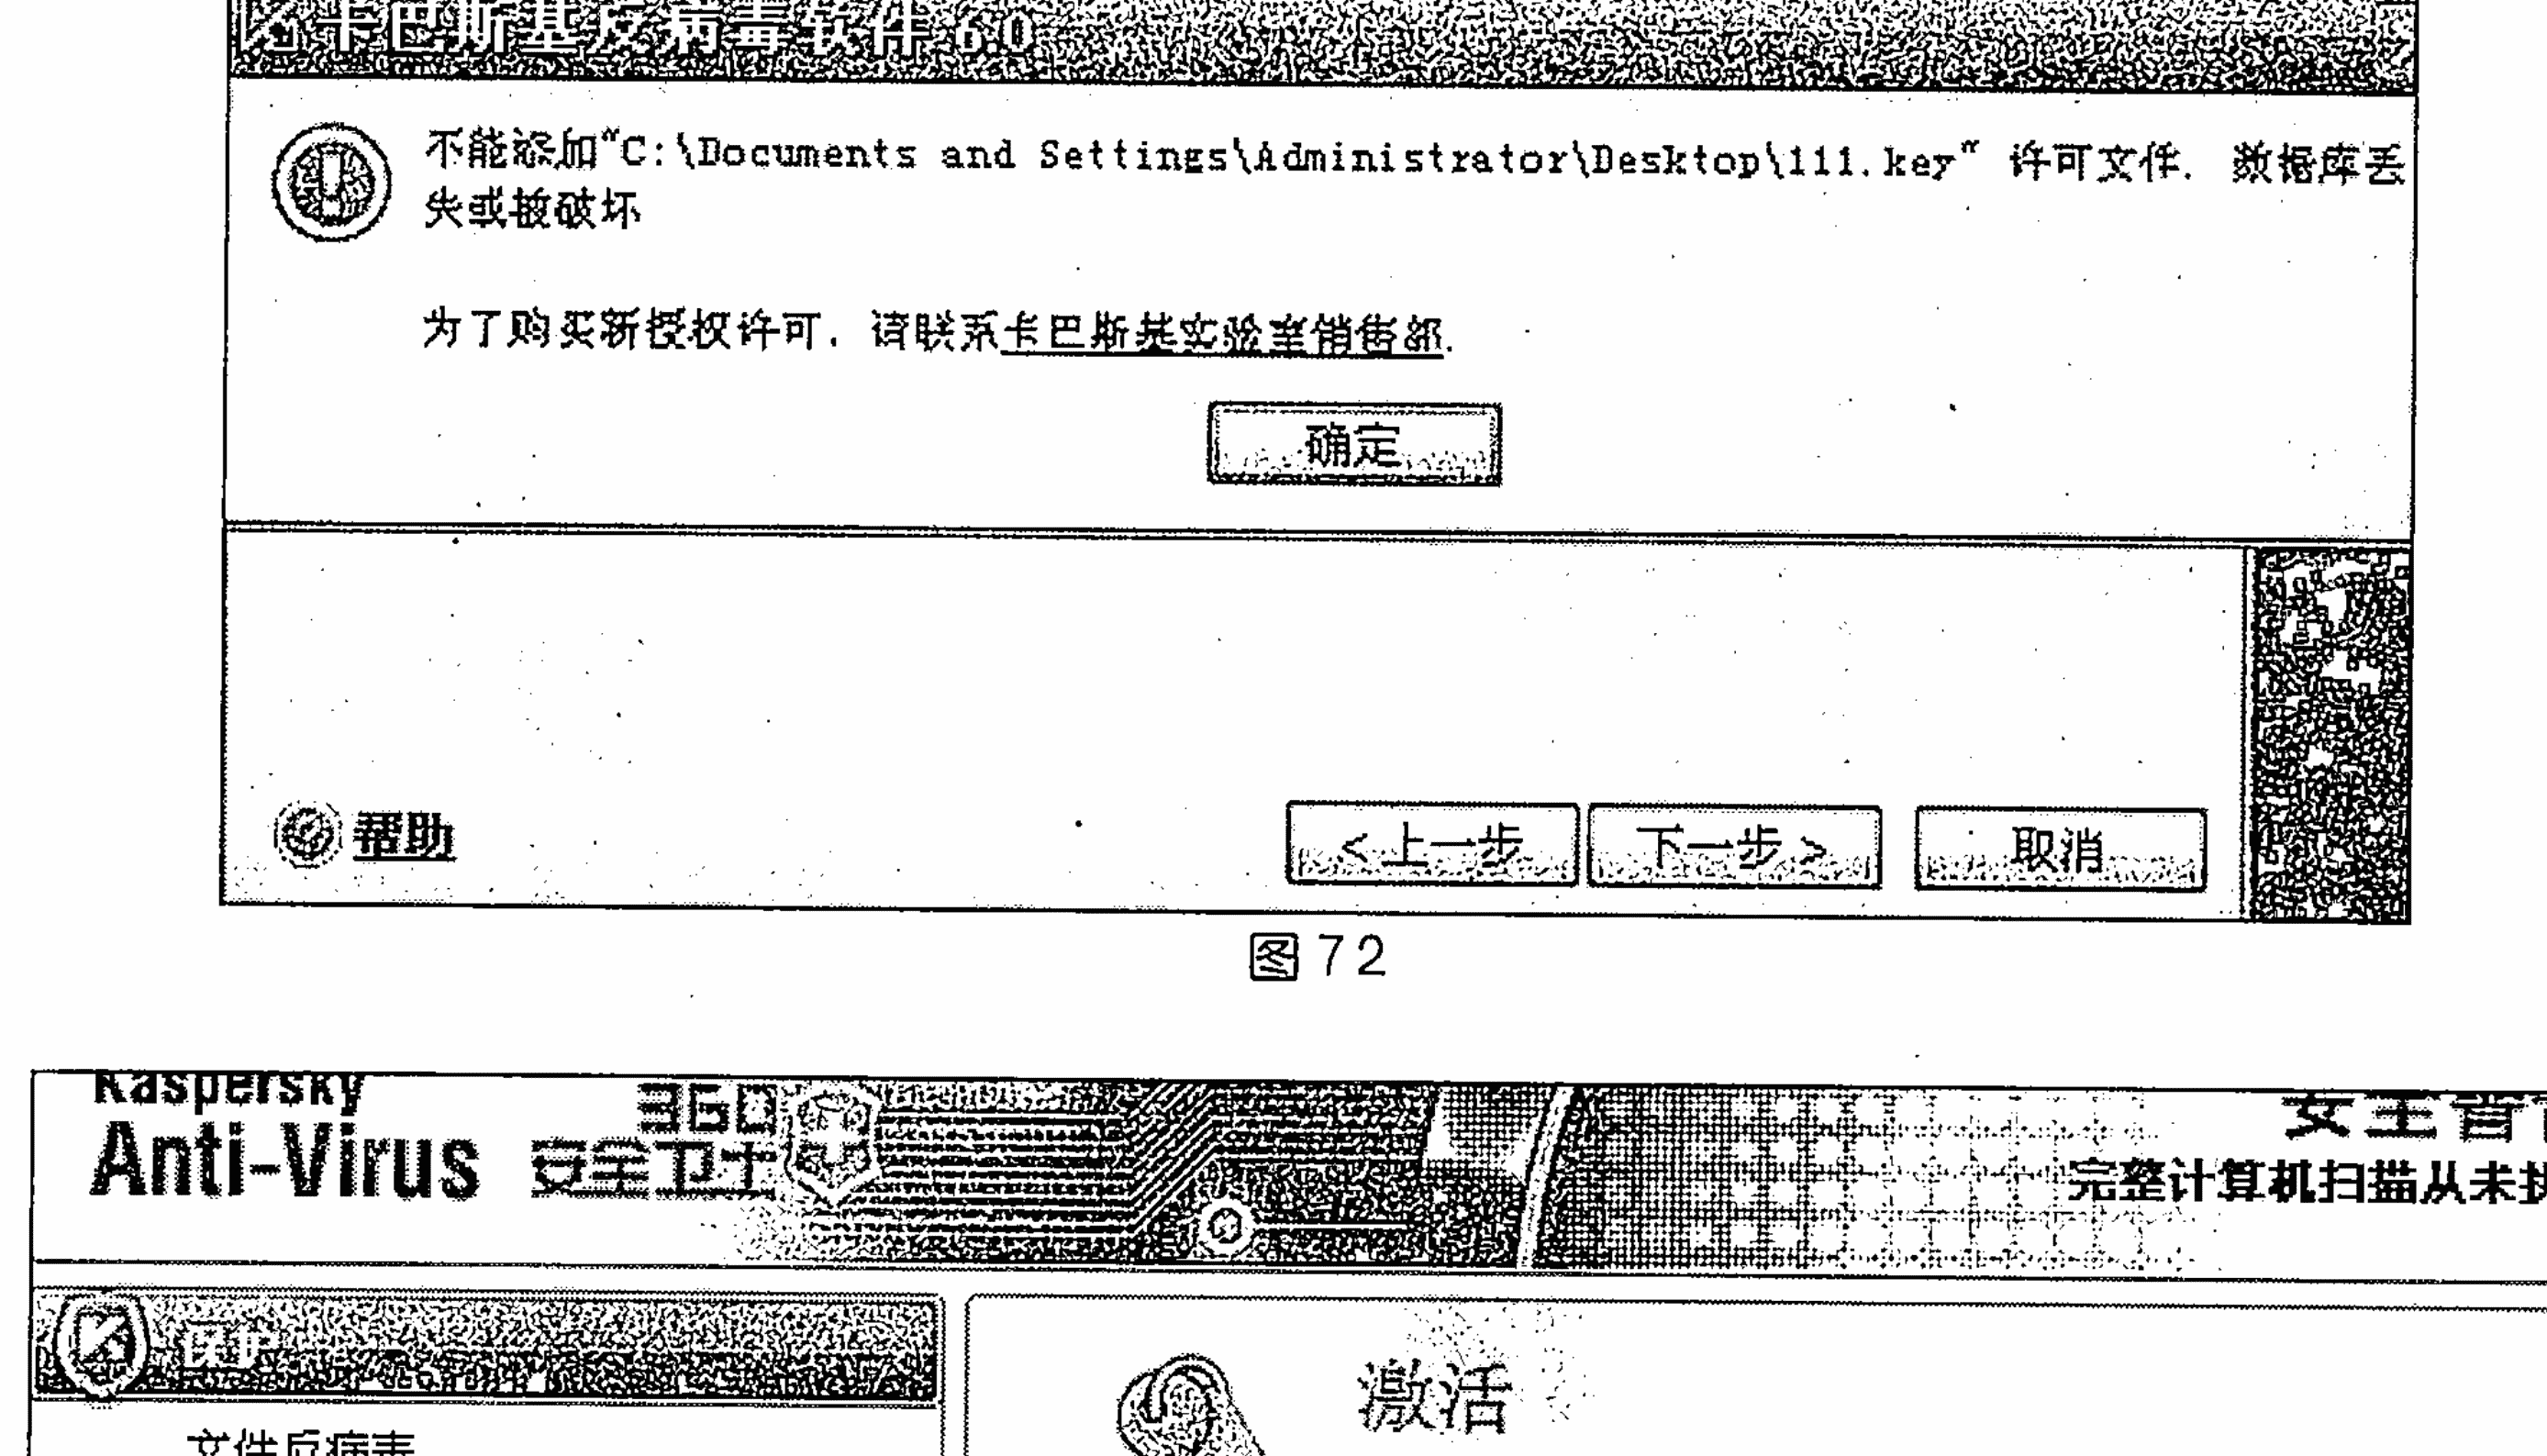 卡巴斯基反病毒软件 6.0
不能添加"C:\Documents and Settings\Administrator\Desktop\111.key" 许可文件. 数据库丢
失或被破坏
为了购买新授权许可, 请联系卡巴斯基实验室销售部.
确定
帮助
< 上一步
下一步 >
取消
图72
Kaspersky
Anti-Virus
360
安全卫士
完整计算机扫描从未执
保护
激活
文件反病毒